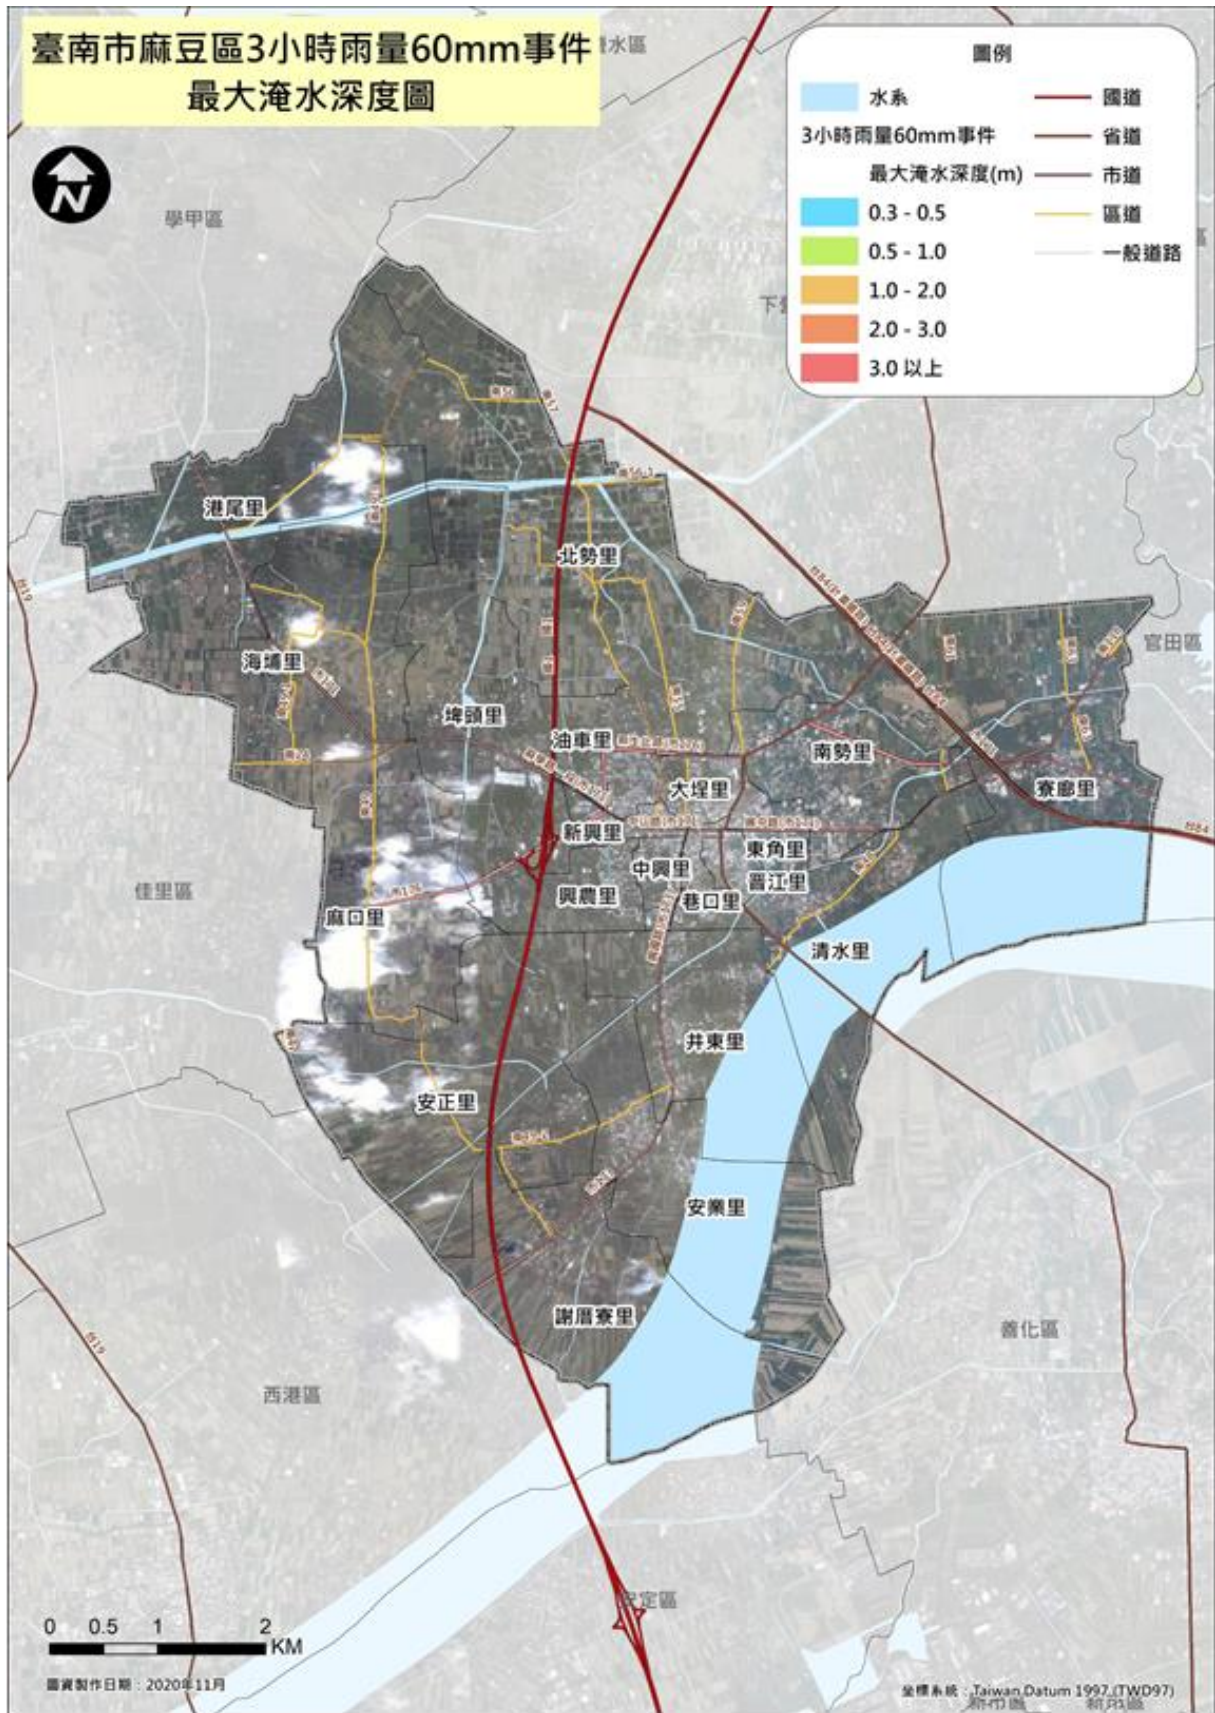 臺南市麻豆區3小時雨量60mm事件
最大淹水深度圖
圖例
水系
國道
3小時雨量60mm事件
省道
最大淹水深度(m)
市道
0.3 - 0.5
區道
0.5 - 1.0
一般道路
1.0 - 2.0
2.0 - 3.0
3.0 以上
N
學甲區
港尾里
北勢里
台19
官田區
海埔里
埤頭里
油車里
南勢里
大埕里
寮廍里
台84
新興里
東角里
中興里
晉江里
佳里區
興農里
巷口里
麻口里
清水里
井東里
安正里
安業里
謝厝寮里
善化區
台19
西港區
安定區
0 0.5 1 2
KM
圖資製作日期：2020年11月
坐標系統：Taiwan Datum 1997 (TWD97)